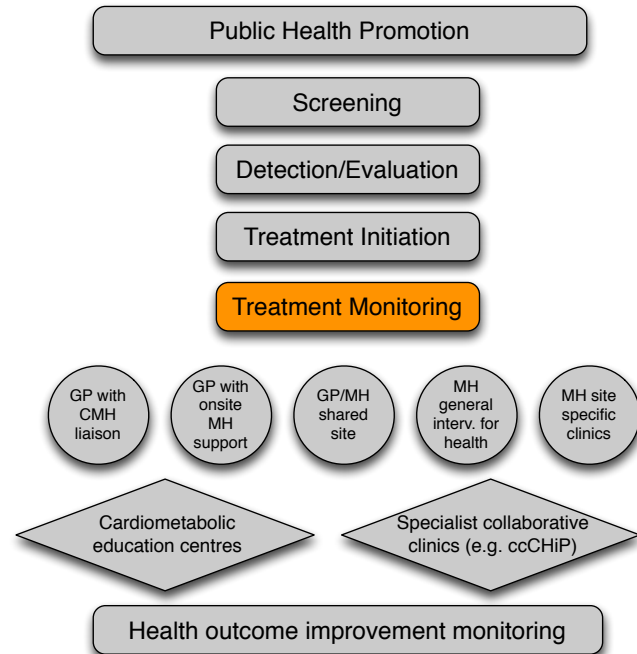 Public Health Promotion
Screening
Detection/Evaluation
Treatment Initiation
Treatment Monitoring
GP with
CMH
liaison
GP with
onsite
MH
support
GP/MH
shared
site
MH
general
interv. for
health
MH site
specific
clinics
Cardiometabolic
education centres
Specialist collaborative
clinics (e.g. ccCHiP)
Health outcome improvement monitoring